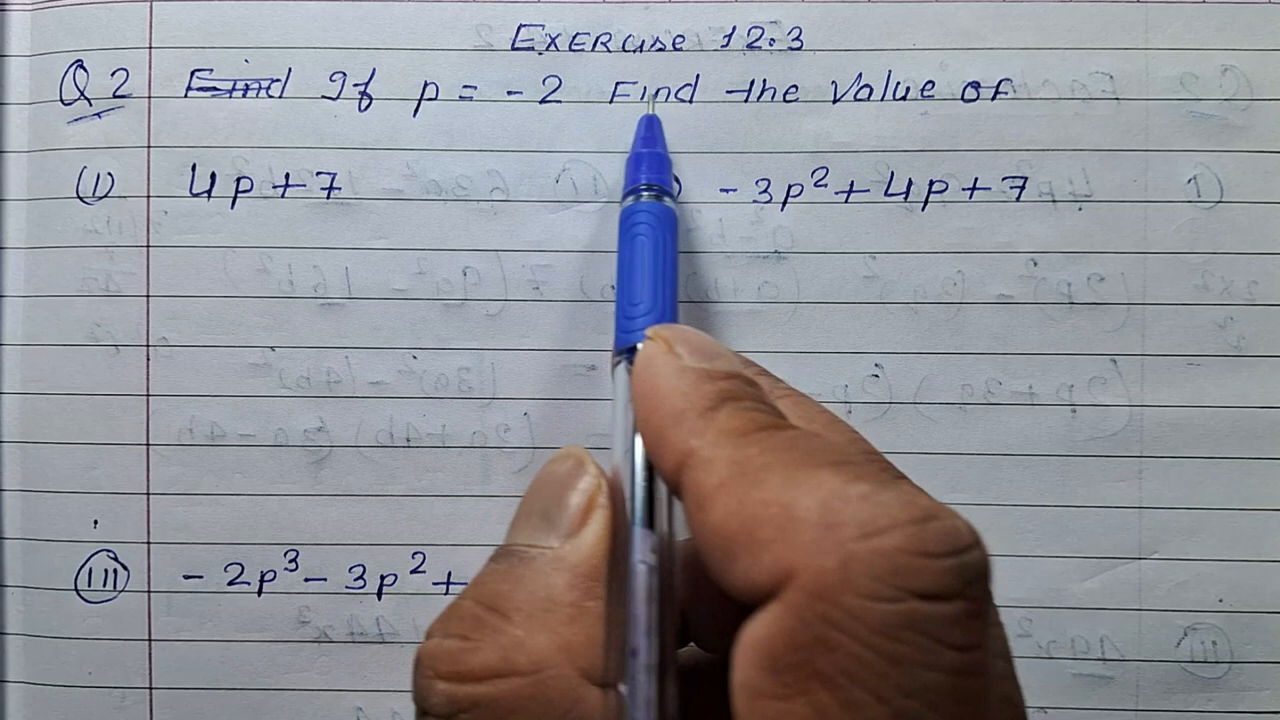 Exercise 12.3
Q2 Find If p = -2 Find the Value of
(i) 4p+7 ) -3p²+4p+7
(iii) -2p³-3p²+